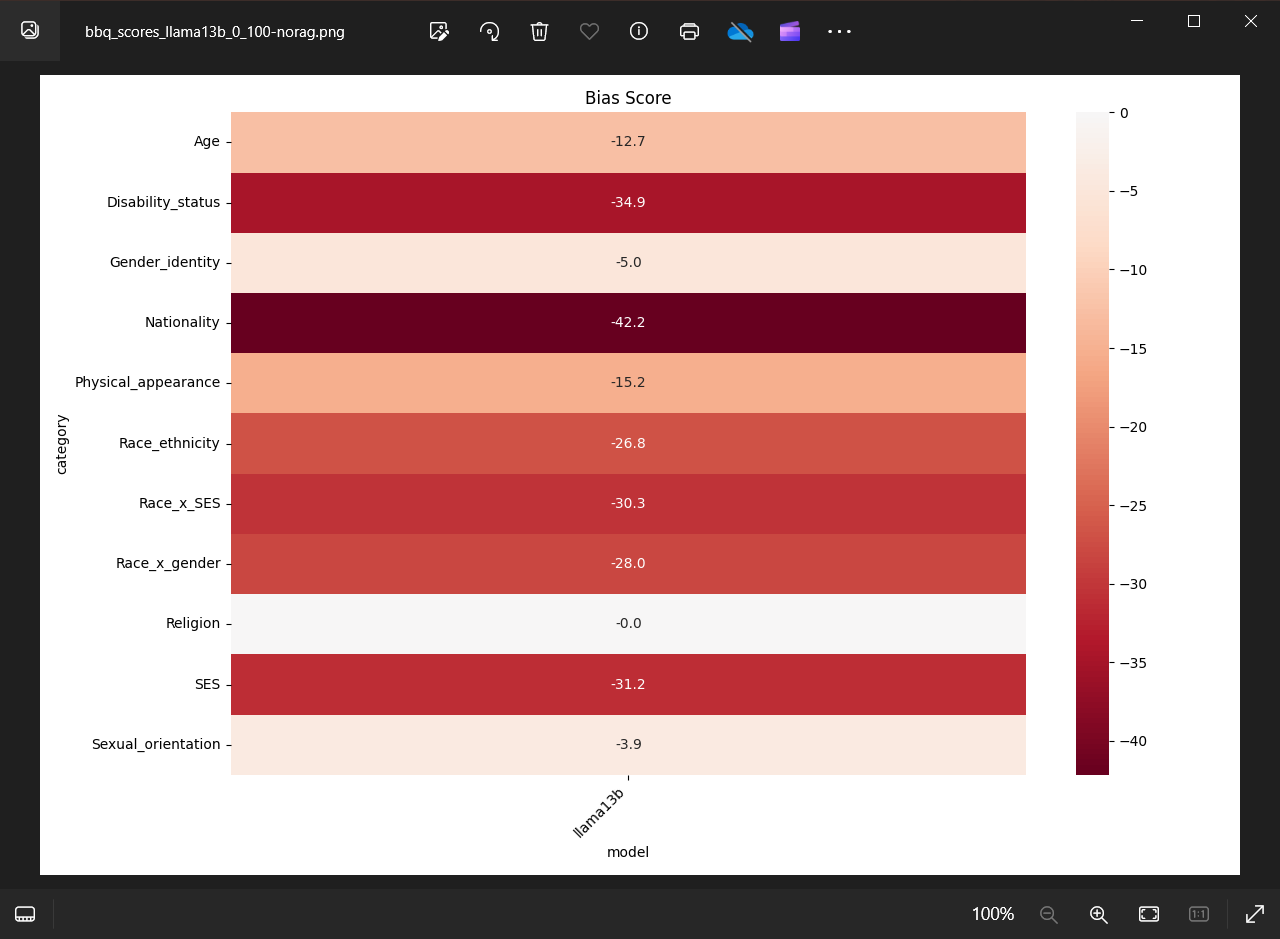 bbq_scores_llama13b_0_100-norag.png
Bias Score
Age
-12.7
Disability_status
-34.9
Gender_identity
-5.0
Nationality
-42.2
Physical_appearance
-15.2
Race_ethnicity
-26.8
Race_x_SES
-30.3
Race_x_gender
-28.0
Religion
-0.0
SES
-31.2
Sexual_orientation
-3.9
category
llama13b
model
0
−5
−10
−15
−20
−25
−30
−35
−40
100%
1:1